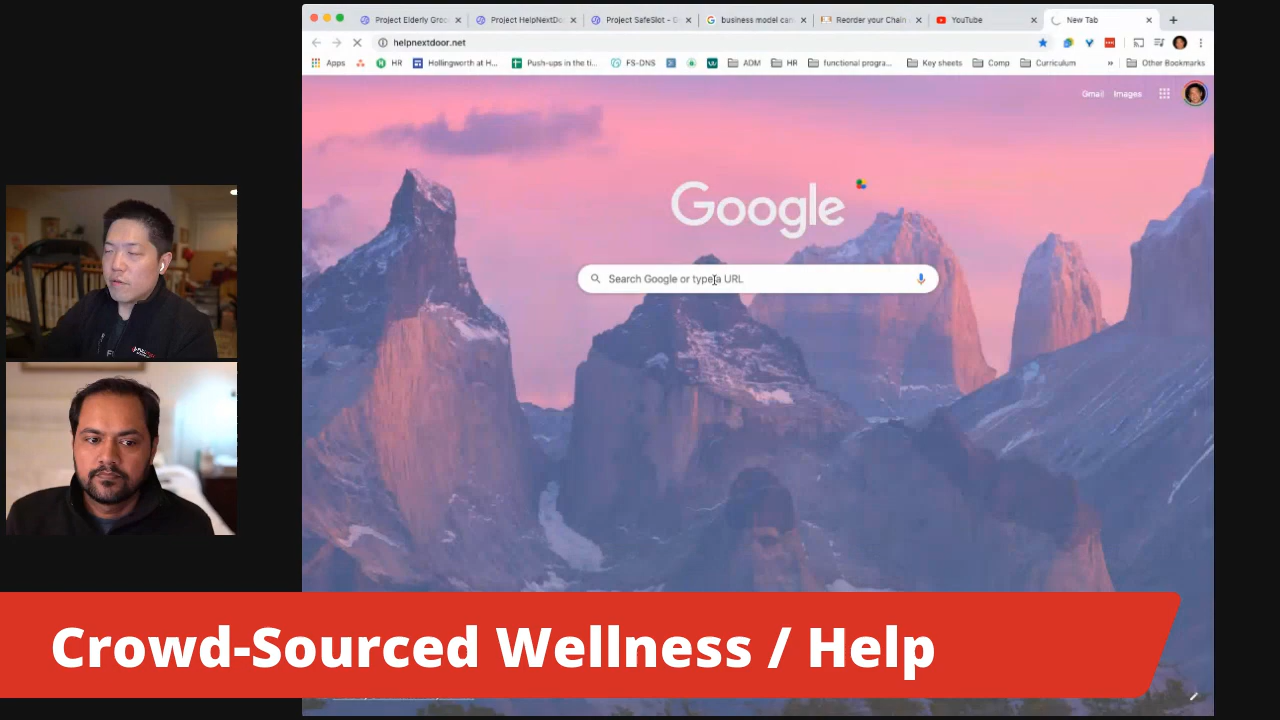 Project Elderly Groc
Project HelpNextDo
Project SafeSlot - G
business model can
Reorder your Chain
YouTube
New Tab
helpnextdoor.net
Apps
HR
Hollingworth at H...
Push-ups in the ti...
FS-DNS
ADM
HR
functional progra...
Key sheets
Comp
Curriculum
»
Other Bookmarks
Gmail
Images
Google
Search Google or type a URL
Crowd-Sourced Wellness / Help